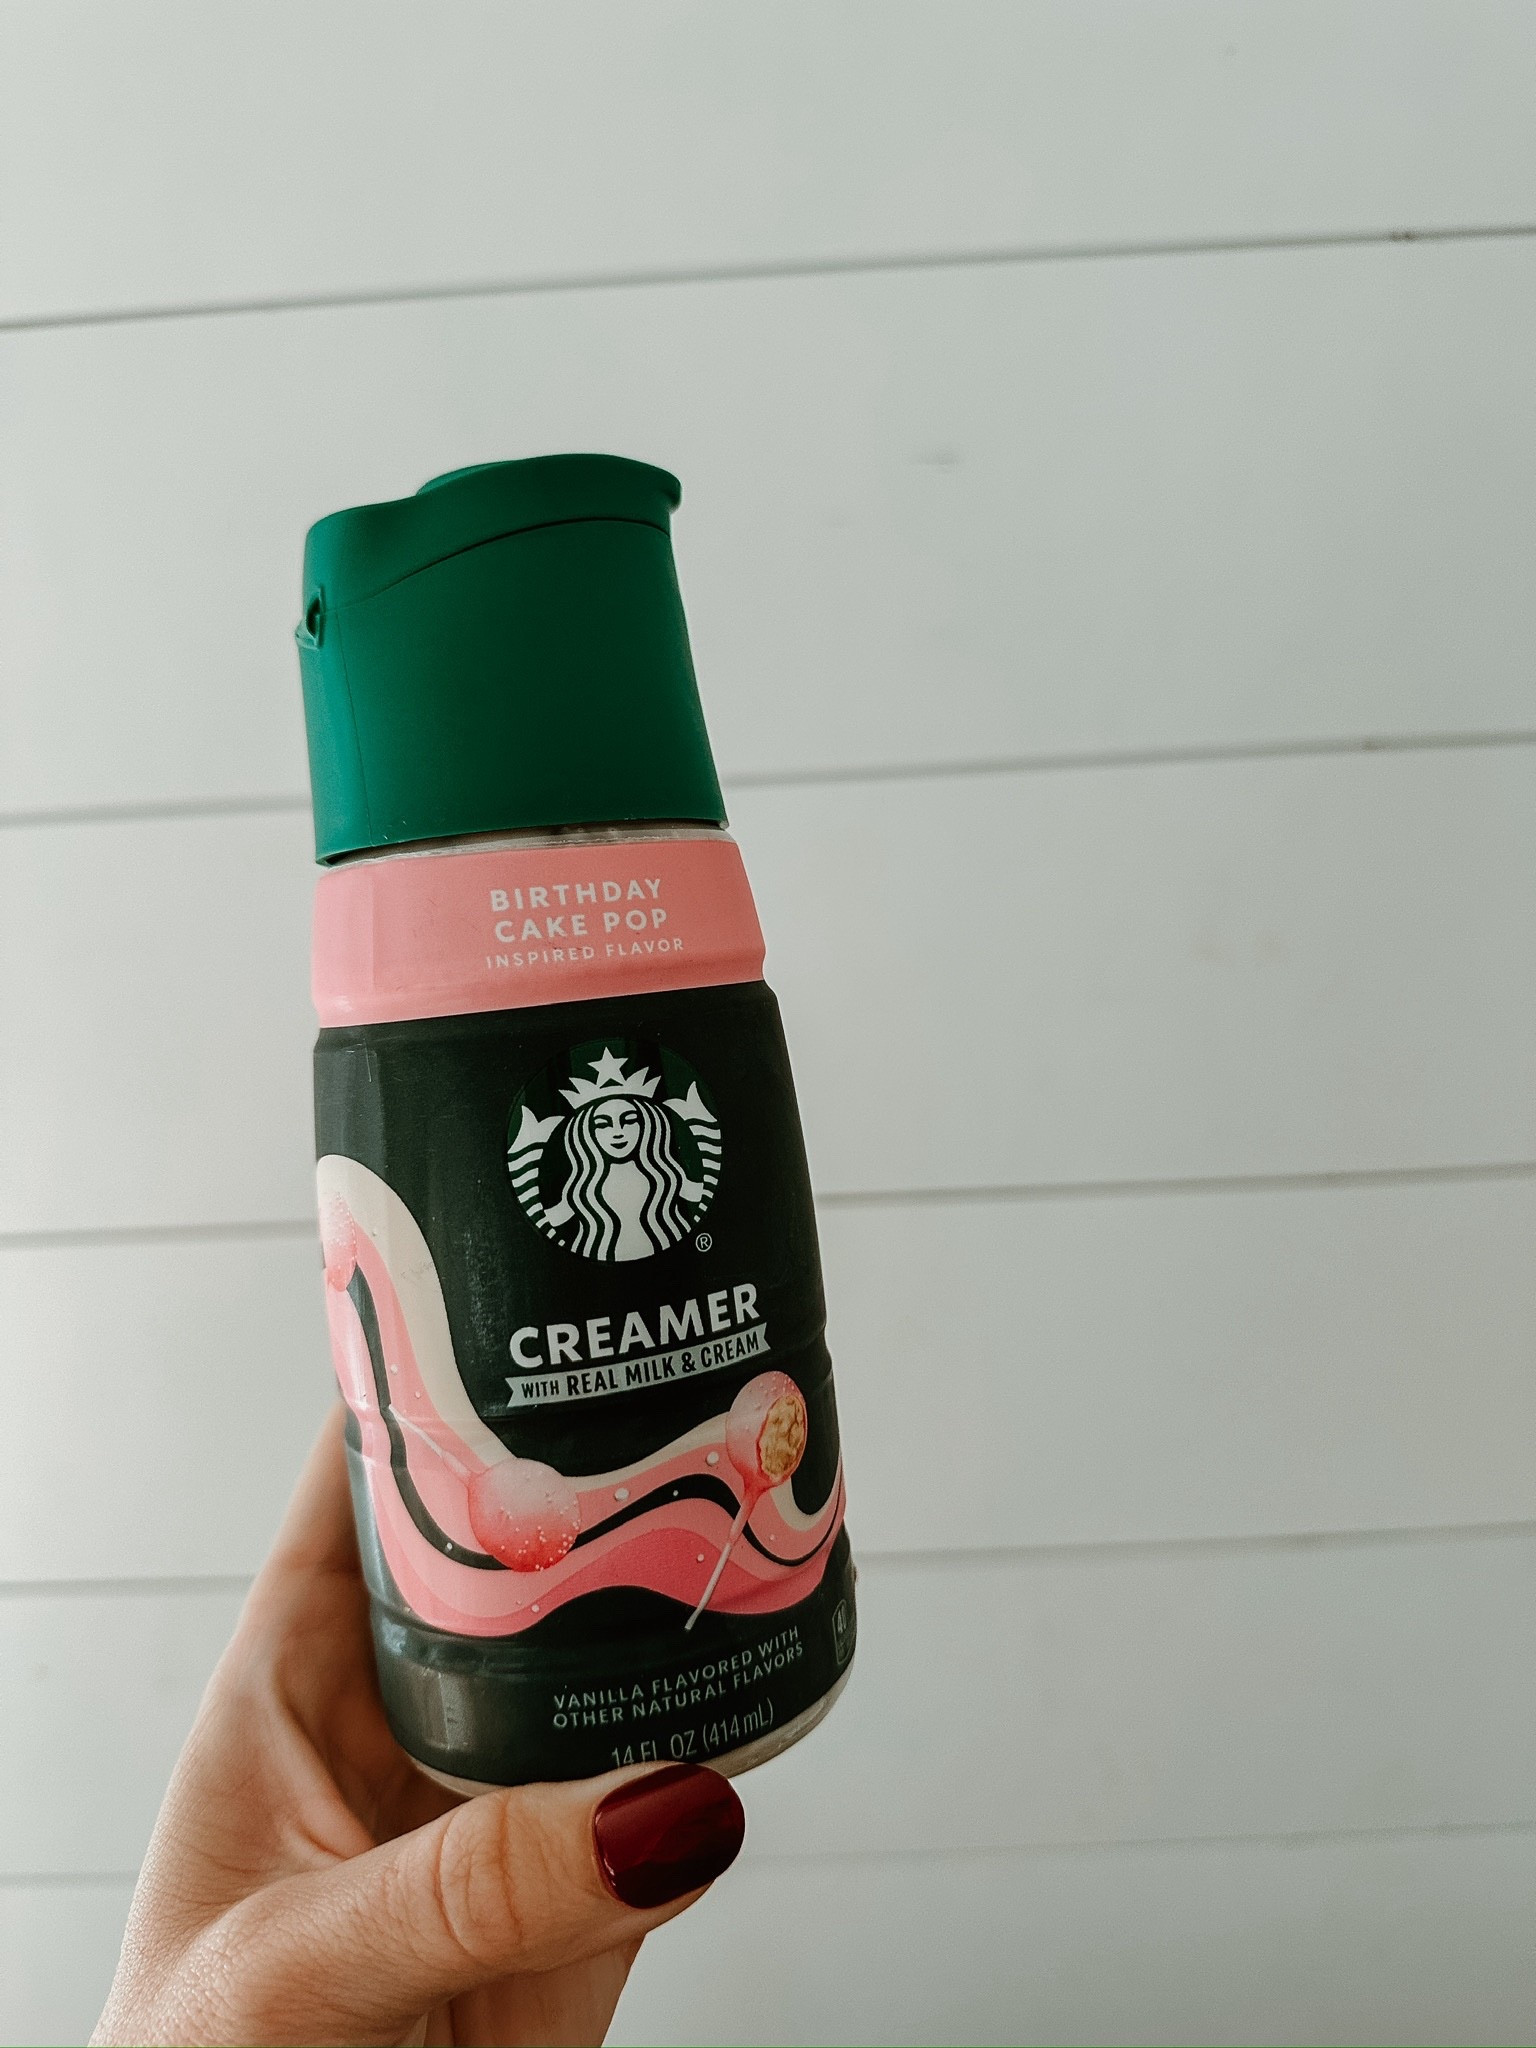 BIRTHDAY
CAKE POP
INSPIRED FLAVOR
®
CREAMER
WITH REAL MILK & CREAM
VANILLA FLAVORED WITH
OTHER NATURAL FLAVORS
14 FL OZ (414 mL)